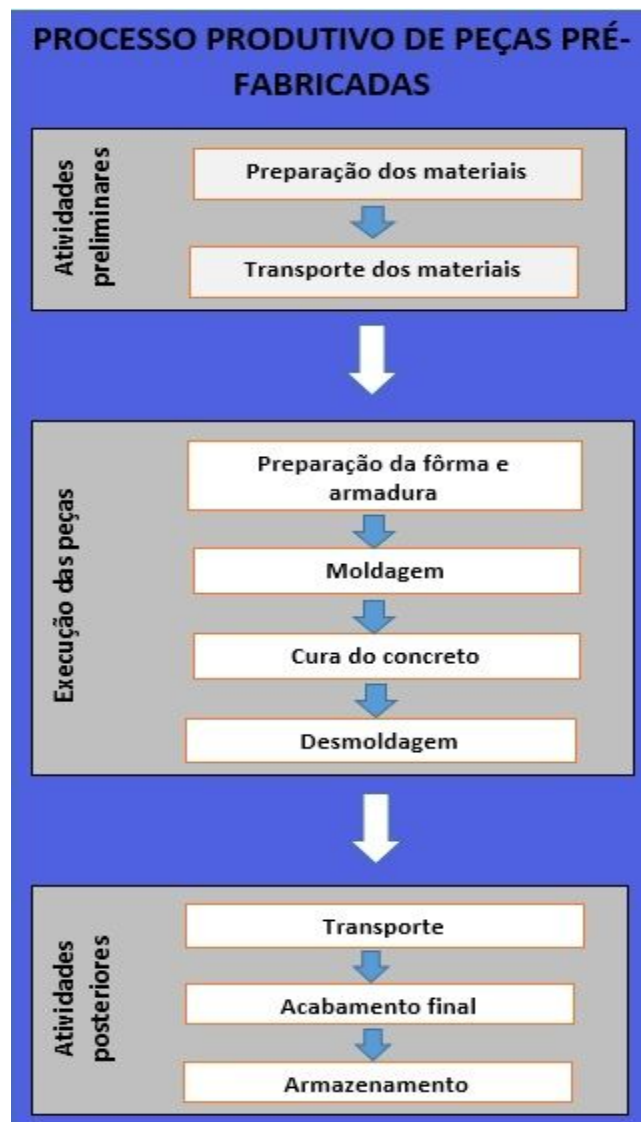 PROCESSO PRODUTIVO DE PEÇAS PRÉ-
FABRICADAS
Atividades
preliminares
Preparação dos materiais
Transporte dos materiais
Execução das peças
Preparação da fôrma e
armadura
Moldagem
Cura do concreto
Desmoldagem
Atividades
posteriores
Transporte
Acabamento final
Armazenamento